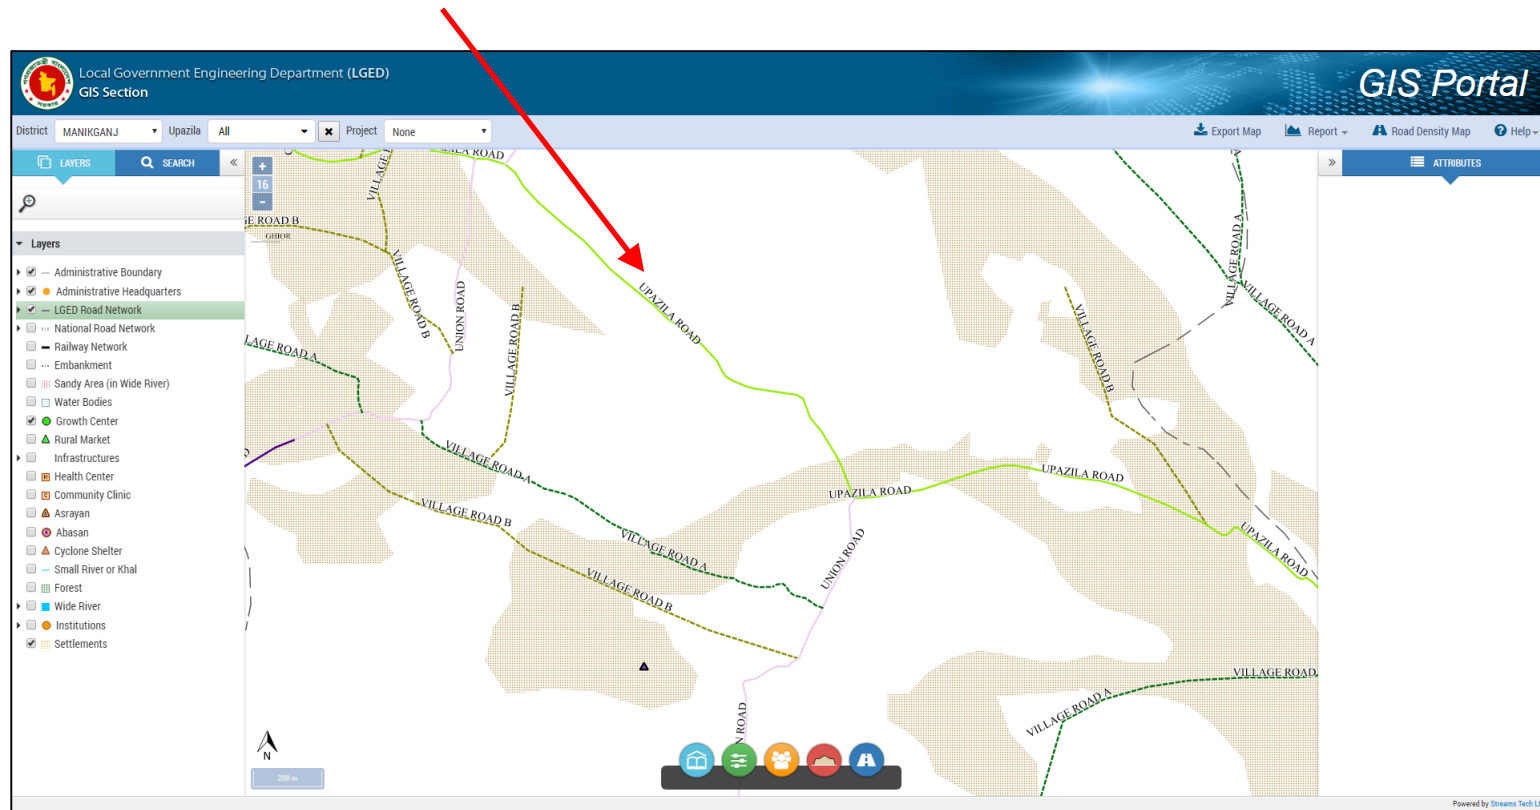 Local Government Engineering Department (LGED)
GIS Section
GIS Portal
District MANIKGANJ Upazila All Project None Export Map Report Road Density Map Help
LAYERS SEARCH « » ATTRIBUTES
+
16
-
Layers
Administrative Boundary
Administrative Headquarters
LGED Road Network
National Road Network
Railway Network
Embankment
Sandy Area (in Wide River)
Water Bodies
Growth Center
Rural Market
Infrastructures
Health Center
Community Clinic
Asrayan
Abasan
Cyclone Shelter
Small River or Khal
Forest
Wide River
Institutions
Settlements
ROAD
VILLAGE
GE ROAD B
GHIOR
VILLAGE ROAD B
UNION ROAD
VILLAGE ROAD B
UPAZILA ROAD
VILLAGE ROAD A
VILLAGE ROAD A
VILLAGE ROAD B
LAGE ROAD A
VILLAGE ROAD A
VILLAGE ROAD B
UPAZILA ROAD
UPAZILA ROAD
VILLAGE ROAD B
VILLAGE ROAD A
UNION ROAD
UPAZILA ROAD
VILLAGE ROAD B
VILLAGE ROAD
VILLAGE ROAD A
N ROAD
N
200 m
Powered by Streams Tech